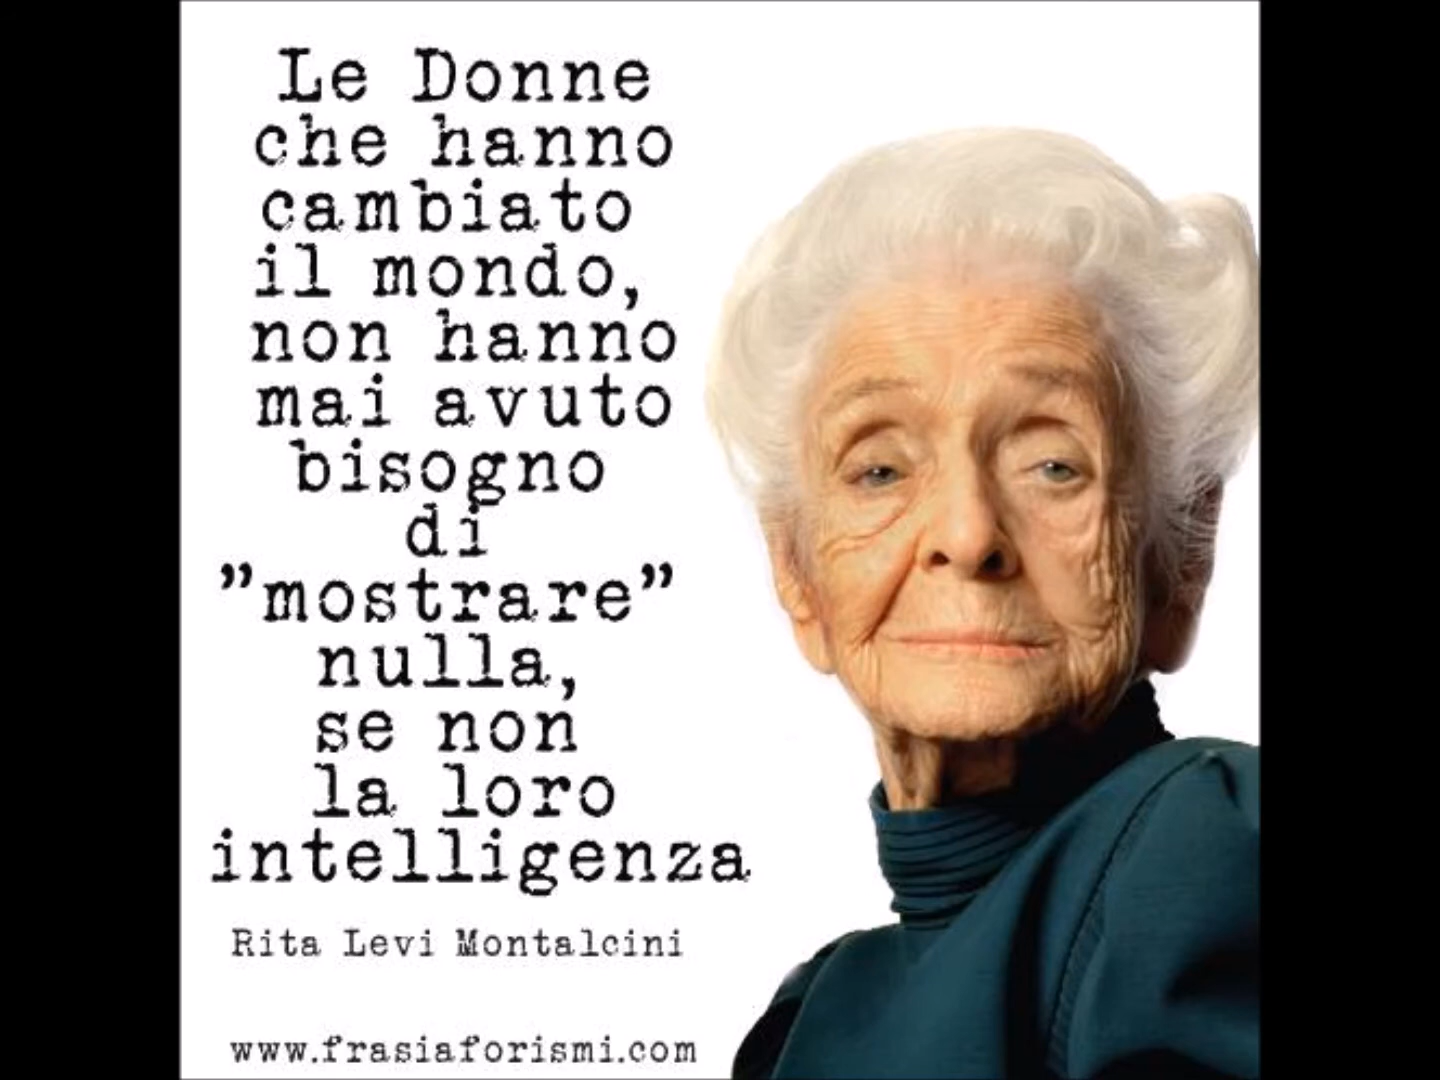 Le Donne
che hanno
cambiato
il mondo,
non hanno
mai avuto
bisogno
di
”mostrare”
nulla,
se non
la loro
intelligenza
Rita Levi Montalcini
www.frasiaforismi.com